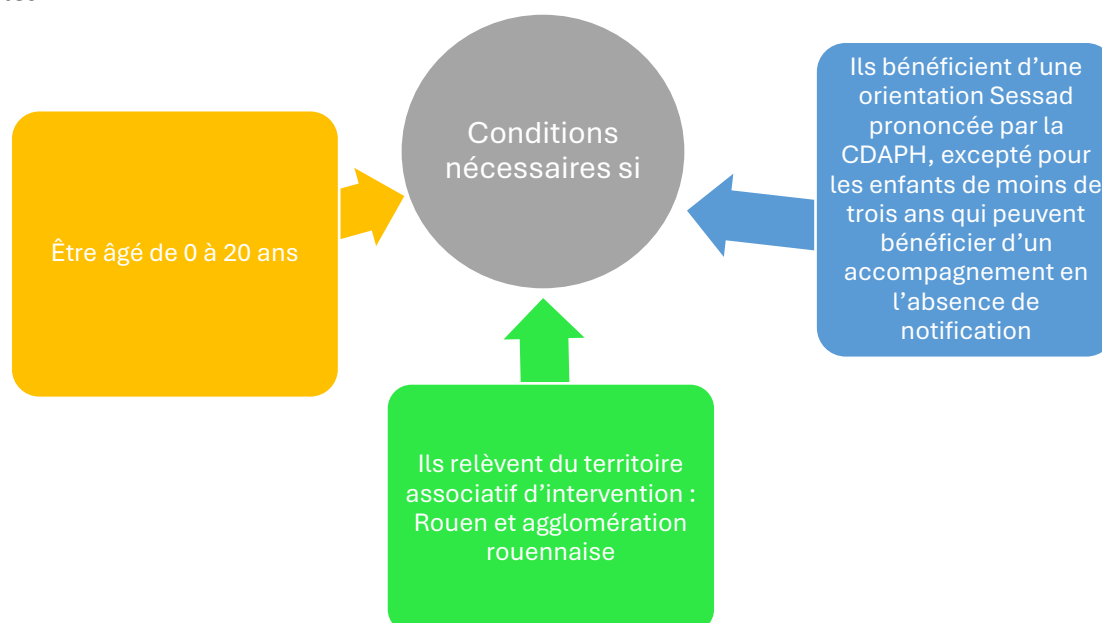 Conditions
nécessaires si
Être âgé de 0 à 20 ans
Ils bénéficient d’une
orientation Sessad
prononcée par la
CDAPH, excepté pour
les enfants de moins de
trois ans qui peuvent
bénéficier d’un
accompagnement en
l’absence de
notification
Ils relèvent du territoire
associatif d’intervention :
Rouen et agglomération
rouennaise